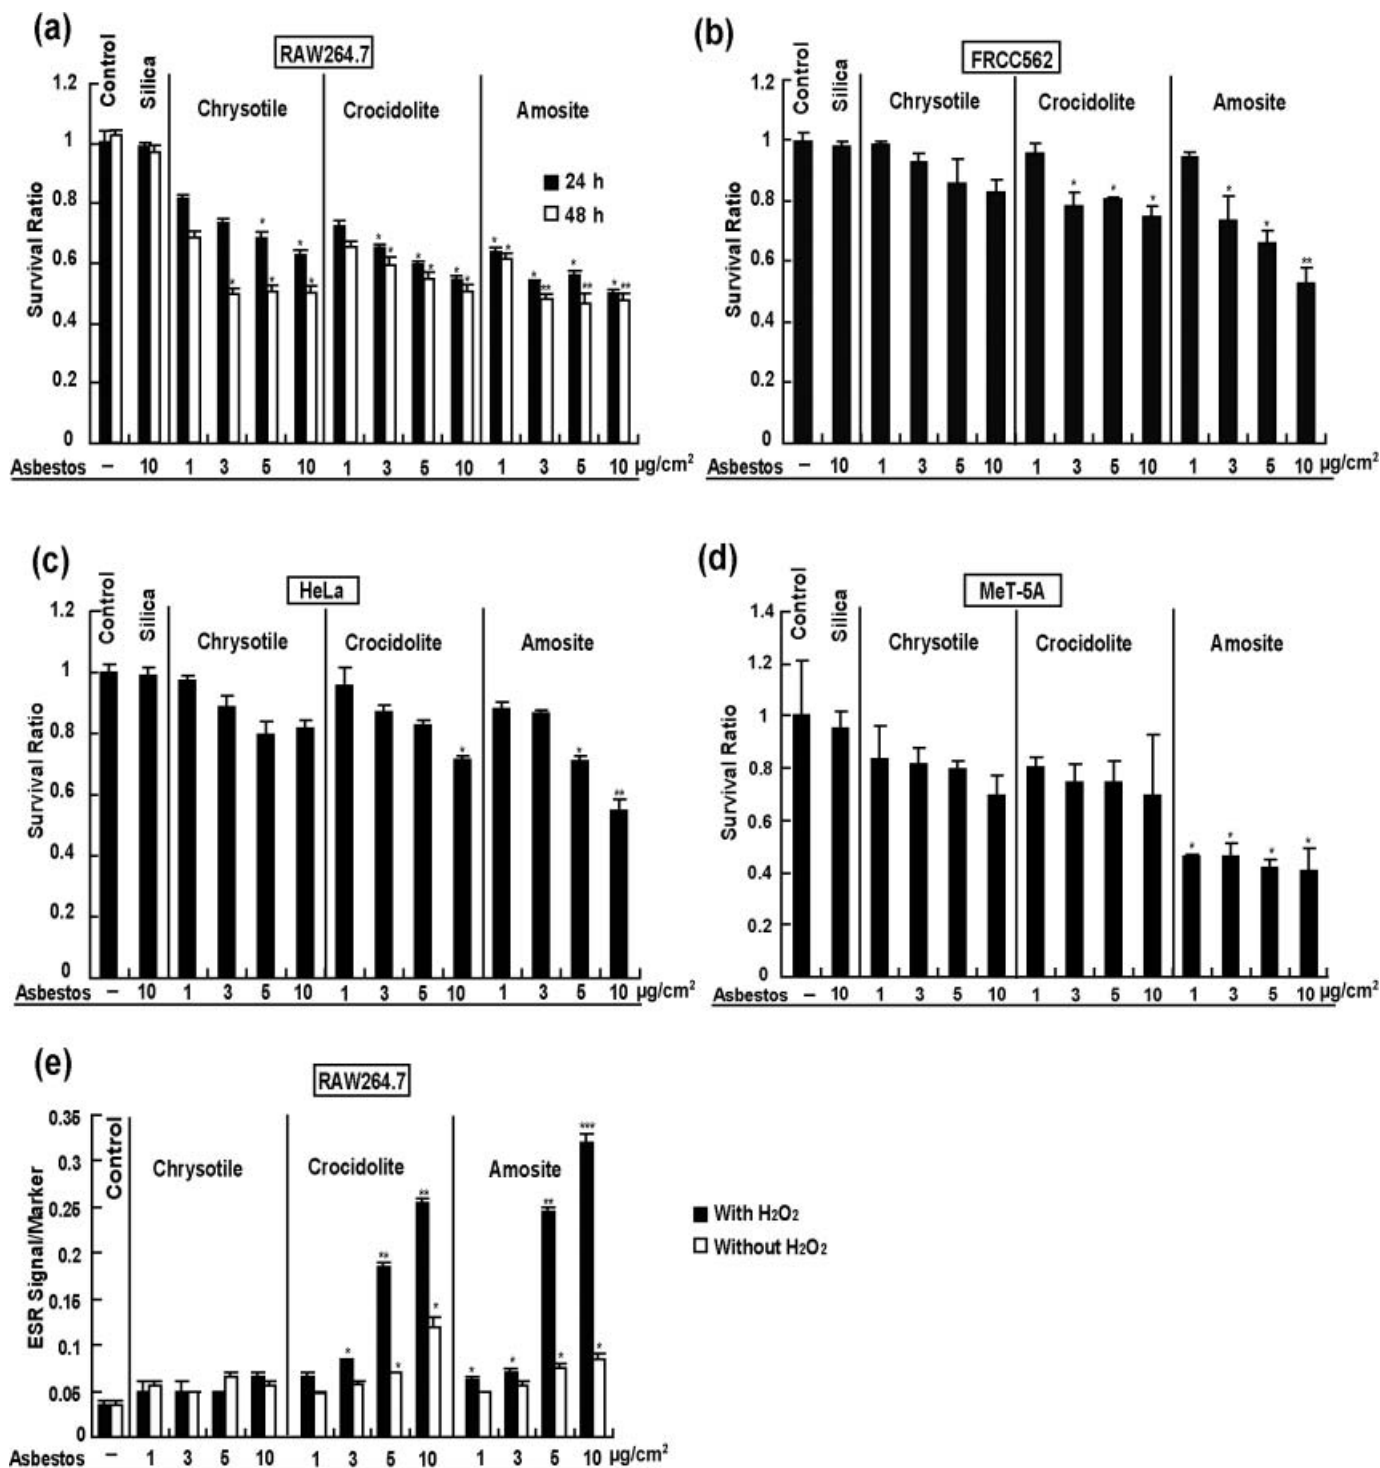 (a)
RAW264.7
Control
Silica
Chrysotile
Crocidolite
Amosite
24 h
48 h
Survival Ratio
1.2
1
0.8
0.6
0.4
0.2
0
Asbestos – 10 1 3 5 10 1 3 5 10 1 3 5 10 µg/cm²
(b)
FRCC562
Control
Silica
Chrysotile
Crocidolite
Amosite
Survival Ratio
1.2
1
0.8
0.6
0.4
0.2
0
Asbestos – 10 1 3 5 10 1 3 5 10 1 3 5 10 µg/cm²
(c)
HeLa
Control
Silica
Chrysotile
Crocidolite
Amosite
Survival Ratio
1.2
1
0.8
0.6
0.4
0.2
0
Asbestos – 10 1 3 5 10 1 3 5 10 1 3 5 10 µg/cm²
(d)
MeT-5A
Control
Silica
Chrysotile
Crocidolite
Amosite
Survival Ratio
1.4
1.2
1
0.8
0.6
0.4
0.2
0
Asbestos – 10 1 3 5 10 1 3 5 10 1 3 5 10 µg/cm²
(e)
RAW264.7
Control
Chrysotile
Crocidolite
Amosite
ESR Signal/Marker
0.35
0.3
0.25
0.2
0.15
0.1
0.05
0
With H₂O₂
Without H₂O₂
Asbestos – 1 3 5 10 1 3 5 10 1 3 5 10 µg/cm²